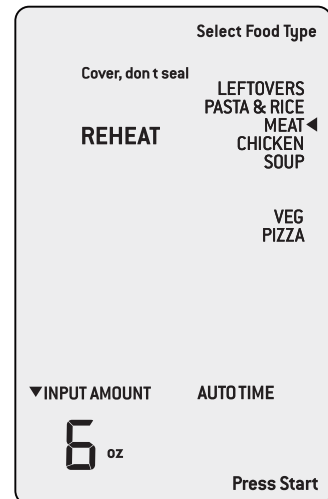 Select Food Type
Cover, don t seal
LEFTOVERS
PASTA & RICE
REHEAT
MEAT◀
CHICKEN
SOUP
VEG
PIZZA
▼INPUT AMOUNT
AUTO TIME
6 oz
Press Start